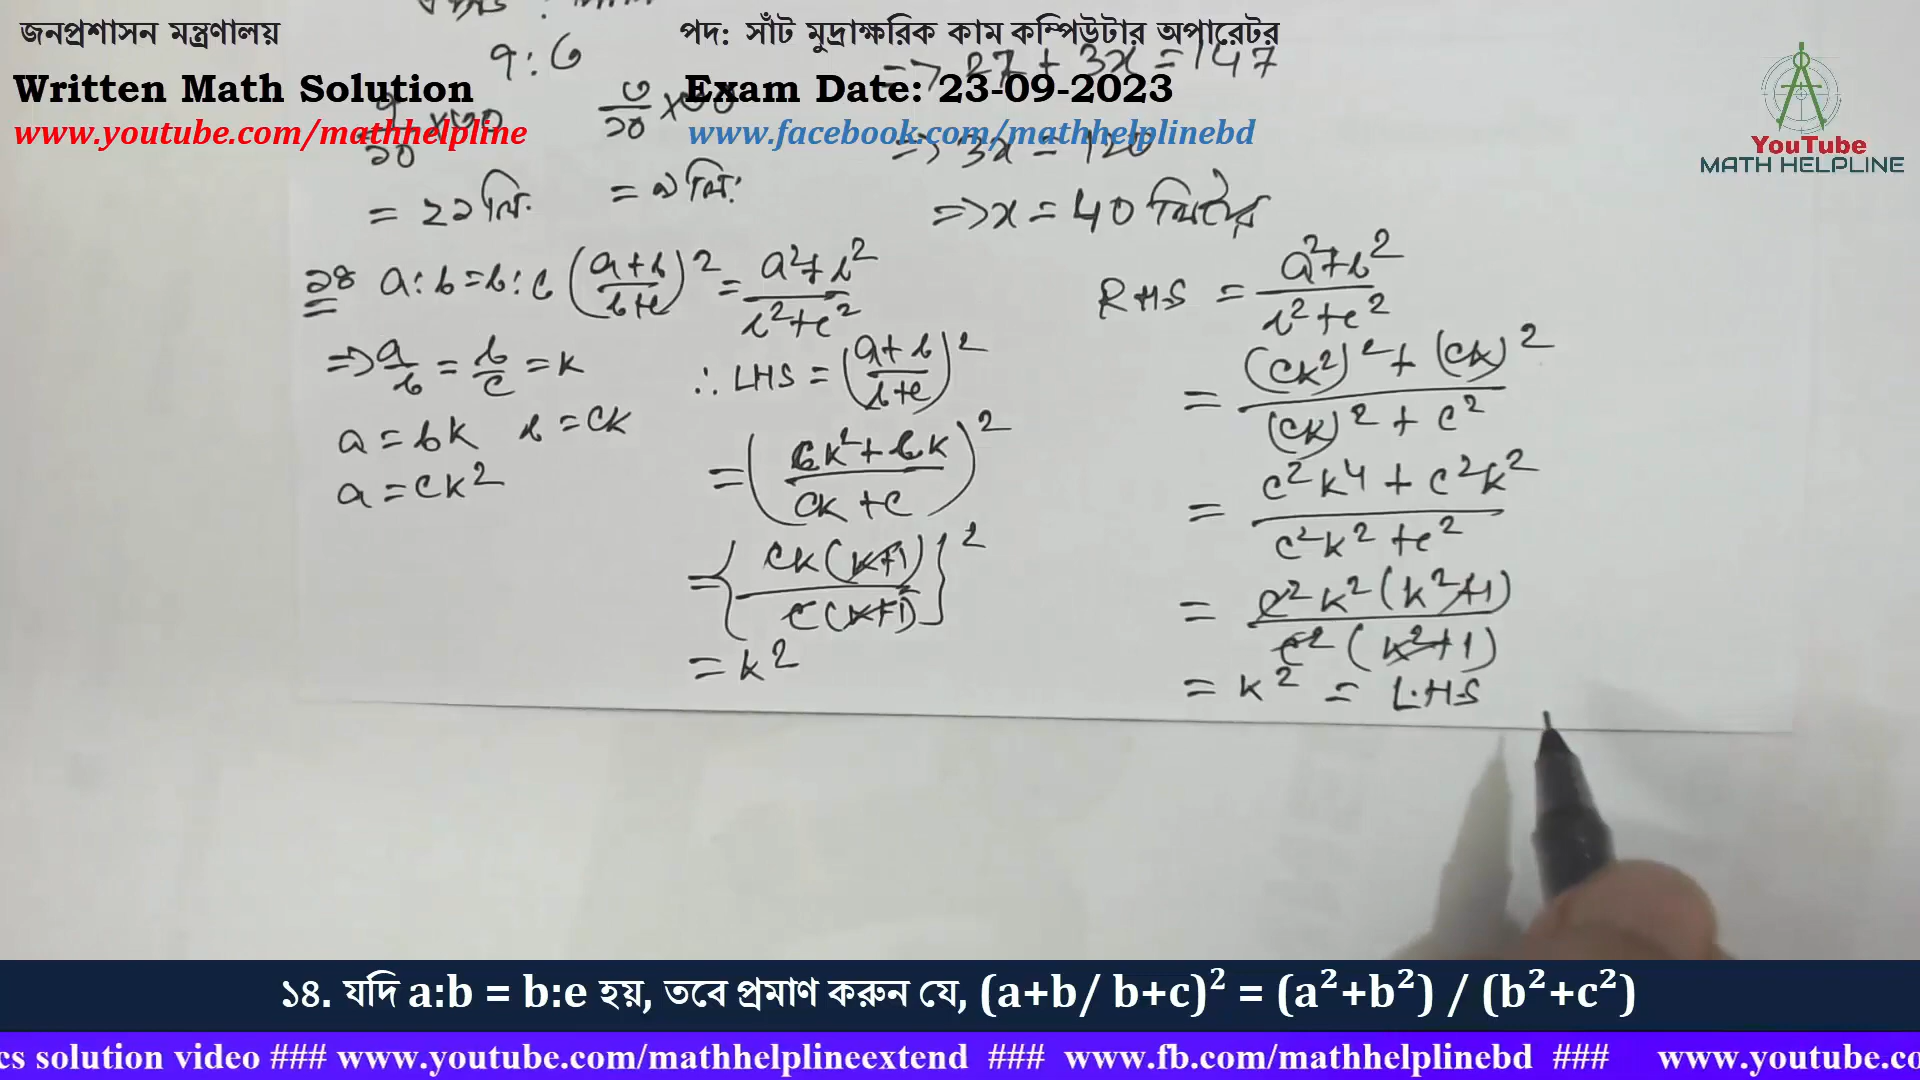 জনপ্রশাসন মন্ত্রণালয়
পদ: সাঁট মুদ্রাক্ষরিক কাম কম্পিউটার অপারেটর
৭ : ৩
=> 27 + 3x = 147
Written Math Solution
Exam Date: 23-09-2023
www.youtube.com/mathhelpline
www.facebook.com/mathhelplinebd
YouTube
MATH HELPLINE
=> 3x = 120
= ২১ লি:
= ৯ লি:
=> x = 40 মিটার
১৪ a : b = b : c ((a+b)/(b+c))² = (a²+b²)/(b²+c²)
=> a/b = b/c = k
a = bk b = ck
a = ck²
∴ LHS = ((a+b)/(b+c))²
= ((ck²+ck)/(ck+c))²
= {ck(k+1)/c(k+1)}²
= k²
RHS = (a²+b²)/(b²+c²)
= ((ck²)²+(ck)²)/((ck)²+c²)
= (c²k⁴+c²k²)/(c²k²+c²)
= c²k²(k²+1)/c²(k²+1)
= k² = L.H.S
১৪. যদি a:b = b:e হয়, তবে প্রমাণ করুন যে, (a+b/ b+c)² = (a²+b²) / (b²+c²)
cs solution video ### www.youtube.com/mathhelplineextend ### www.fb.com/mathhelplinebd ### www.youtube.co